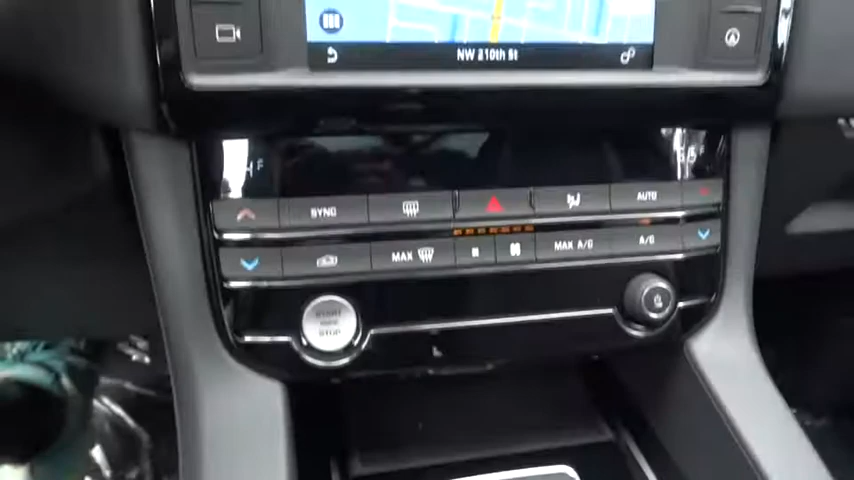 NW 210th St
SYNC
AUTO
MAX
MAX A/C
A/C
START
STOP